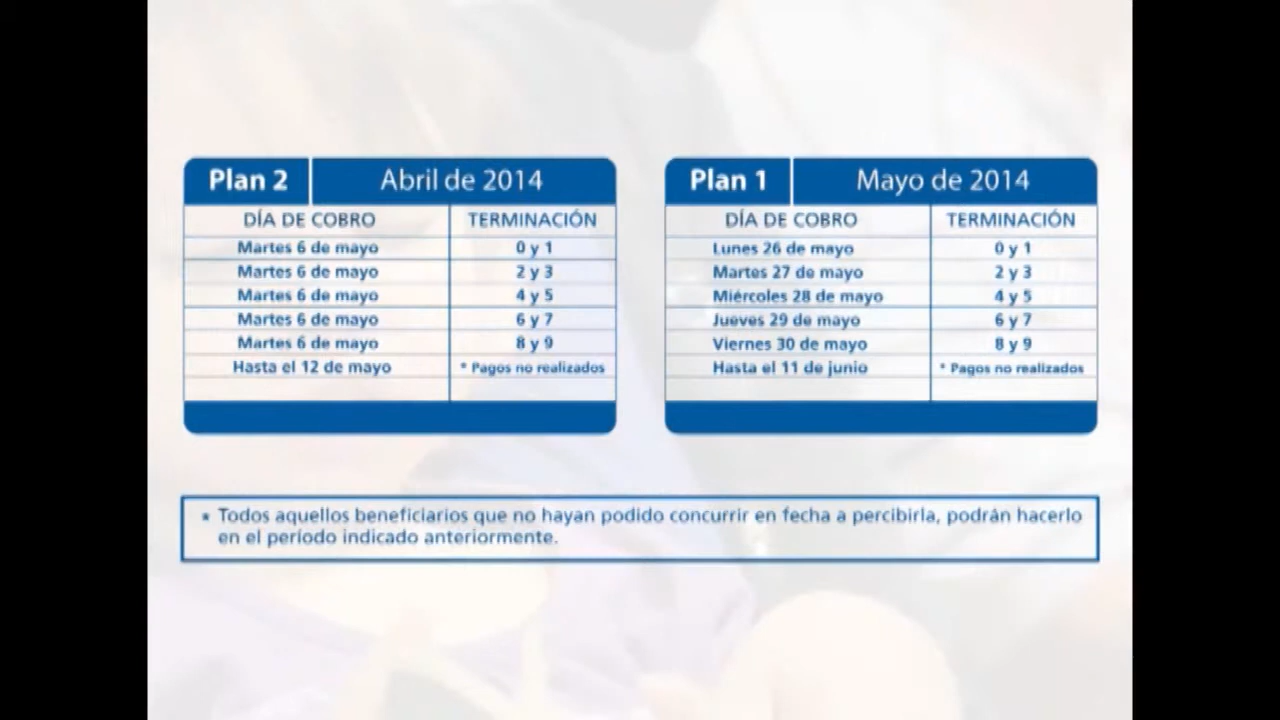 Plan 2 Abril de 2014
DÍA DE COBRO TERMINACIÓN
Martes 6 de mayo 0 y 1
Martes 6 de mayo 2 y 3
Martes 6 de mayo 4 y 5
Martes 6 de mayo 6 y 7
Martes 6 de mayo 8 y 9
Hasta el 12 de mayo * Pagos no realizados
Plan 1 Mayo de 2014
DÍA DE COBRO TERMINACIÓN
Lunes 26 de mayo 0 y 1
Martes 27 de mayo 2 y 3
Miércoles 28 de mayo 4 y 5
Jueves 29 de mayo 6 y 7
Viernes 30 de mayo 8 y 9
Hasta el 11 de junio * Pagos no realizados
* Todos aquellos beneficiarios que no hayan podido concurrir en fecha a percibirla, podrán hacerlo
en el período indicado anteriormente.